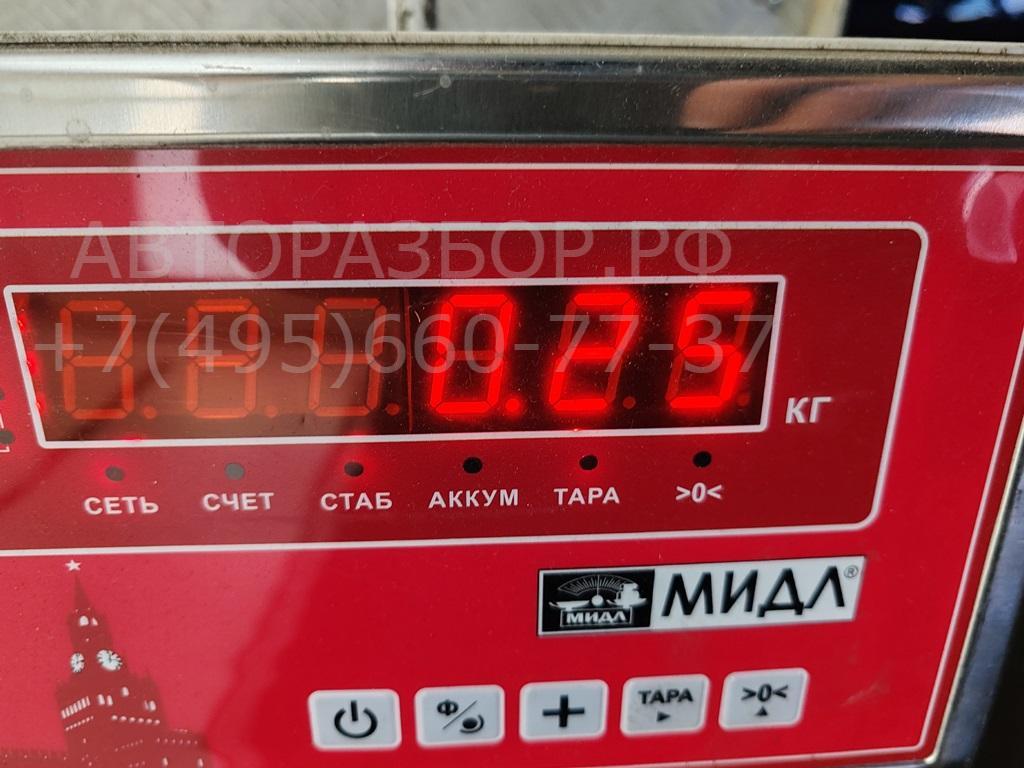 АВТОРАЗБОР.РФ
+7(495)660-77-37
0.25
КГ
СЕТЬ СЧЕТ СТАБ АККУМ ТАРА >0<
МИДЛ МИДЛ®
Ф/ + ТАРА >0<